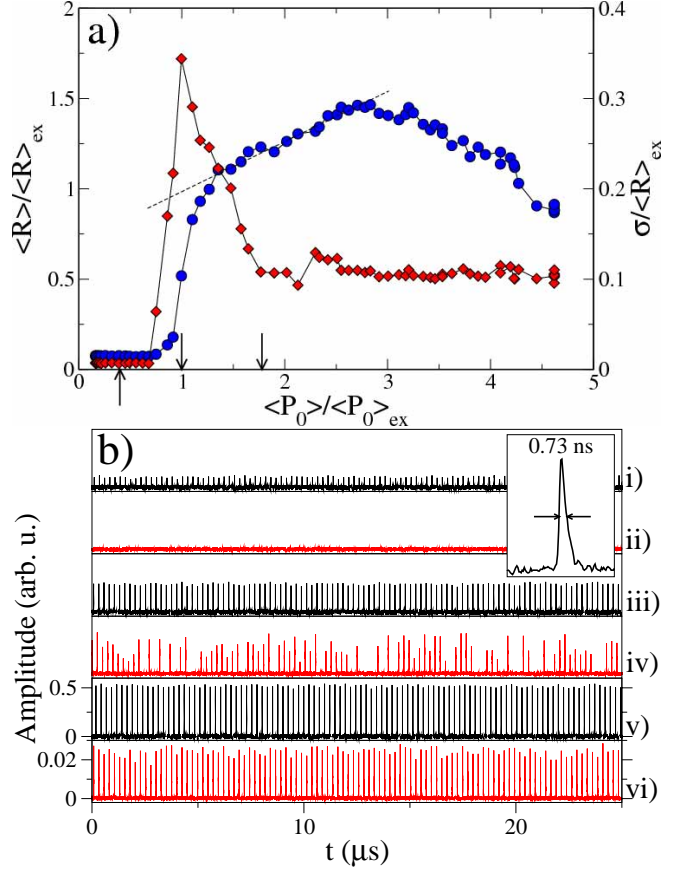 a)
2
1.5
1
0.5
0
0.4
0.3
0.2
0.1
0
<R>/<R>ex
σ/<R>ex
0 1 2 3 4 5
<P0>/<P0>ex
b)
0.73 ns
i)
ii)
iii)
iv)
v)
vi)
Amplitude (arb. u.)
0.5
0
0.02
0
0 10 20
t (μs)